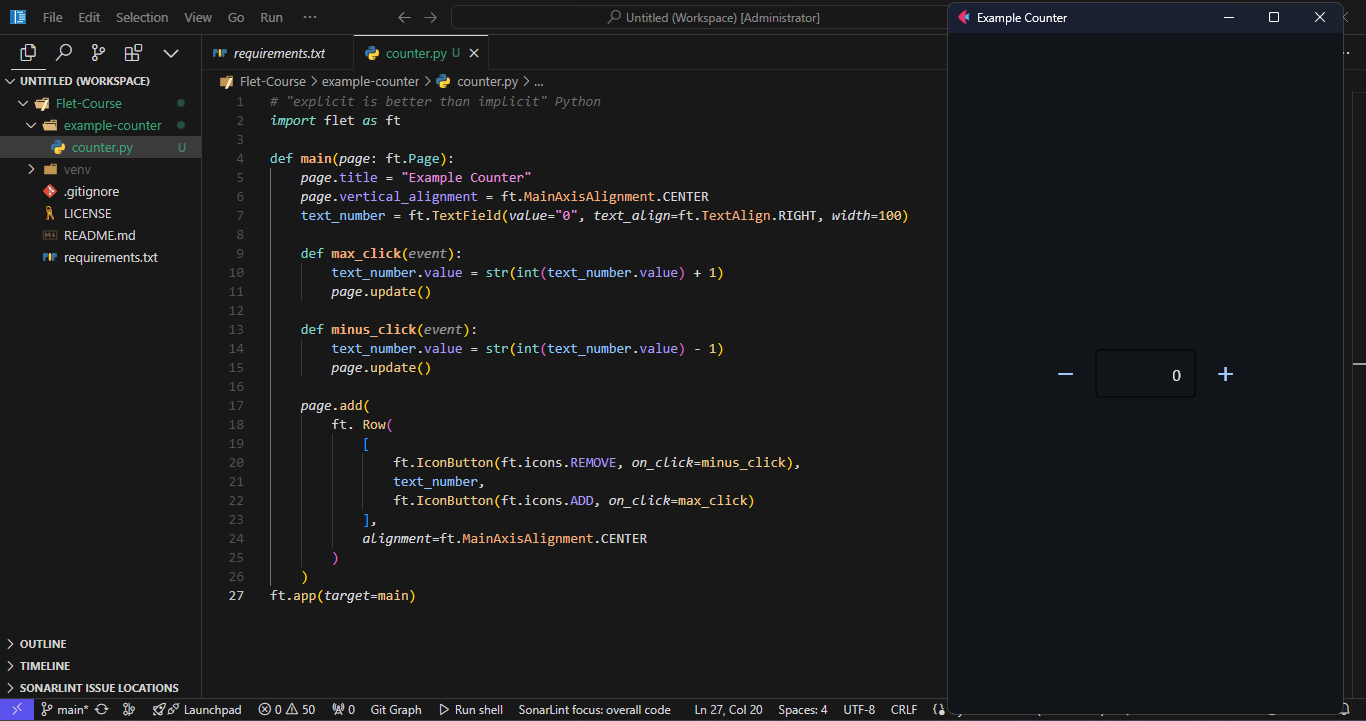 File Edit Selection View Go Run ···
Untitled (Workspace) [Administrator]
UNTITLED (WORKSPACE)
Flet-Course
example-counter
counter.py U
venv
.gitignore
LICENSE
README.md
requirements.txt
OUTLINE
TIMELINE
SONARLINT ISSUE LOCATIONS
requirements.txt
counter.py U
Flet-Course > example-counter > counter.py > ...
1 # "explicit is better than implicit" Python
2 import flet as ft
3
4 def main(page: ft.Page):
5 page.title = "Example Counter"
6 page.vertical_alignment = ft.MainAxisAlignment.CENTER
7 text_number = ft.TextField(value="0", text_align=ft.TextAlign.RIGHT, width=100)
8
9 def max_click(event):
10 text_number.value = str(int(text_number.value) + 1)
11 page.update()
12
13 def minus_click(event):
14 text_number.value = str(int(text_number.value) - 1)
15 page.update()
16
17 page.add(
18 ft. Row(
19 [
20 ft.IconButton(ft.icons.REMOVE, on_click=minus_click),
21 text_number,
22 ft.IconButton(ft.icons.ADD, on_click=max_click)
23 ],
24 alignment=ft.MainAxisAlignment.CENTER
25 )
26 )
27 ft.app(target=main)
Example Counter
− 0 +
main* Launchpad 0 50 0 Git Graph Run shell SonarLint focus: overall code Ln 27, Col 20 Spaces: 4 UTF-8 CRLF